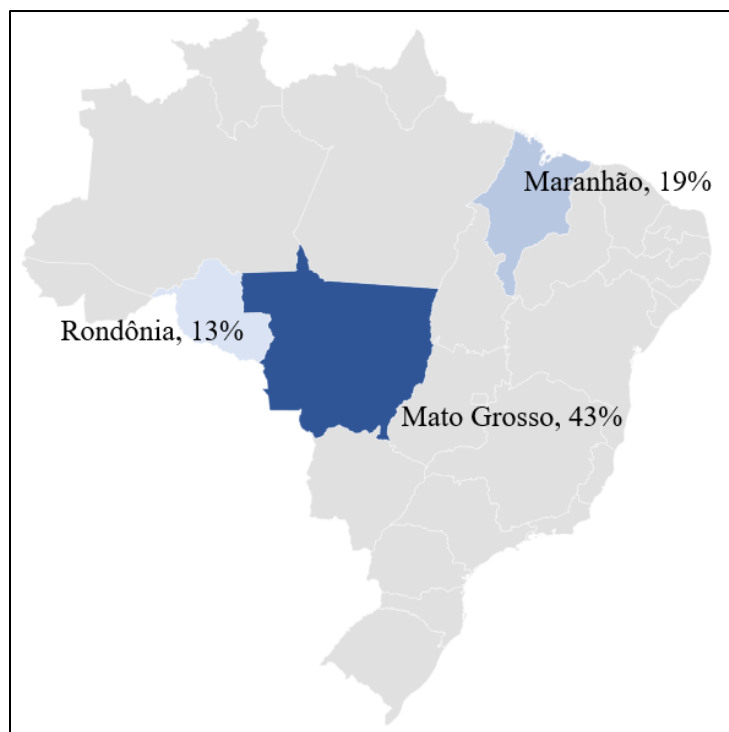 Maranhão, 19%
Rondônia, 13%
Mato Grosso, 43%